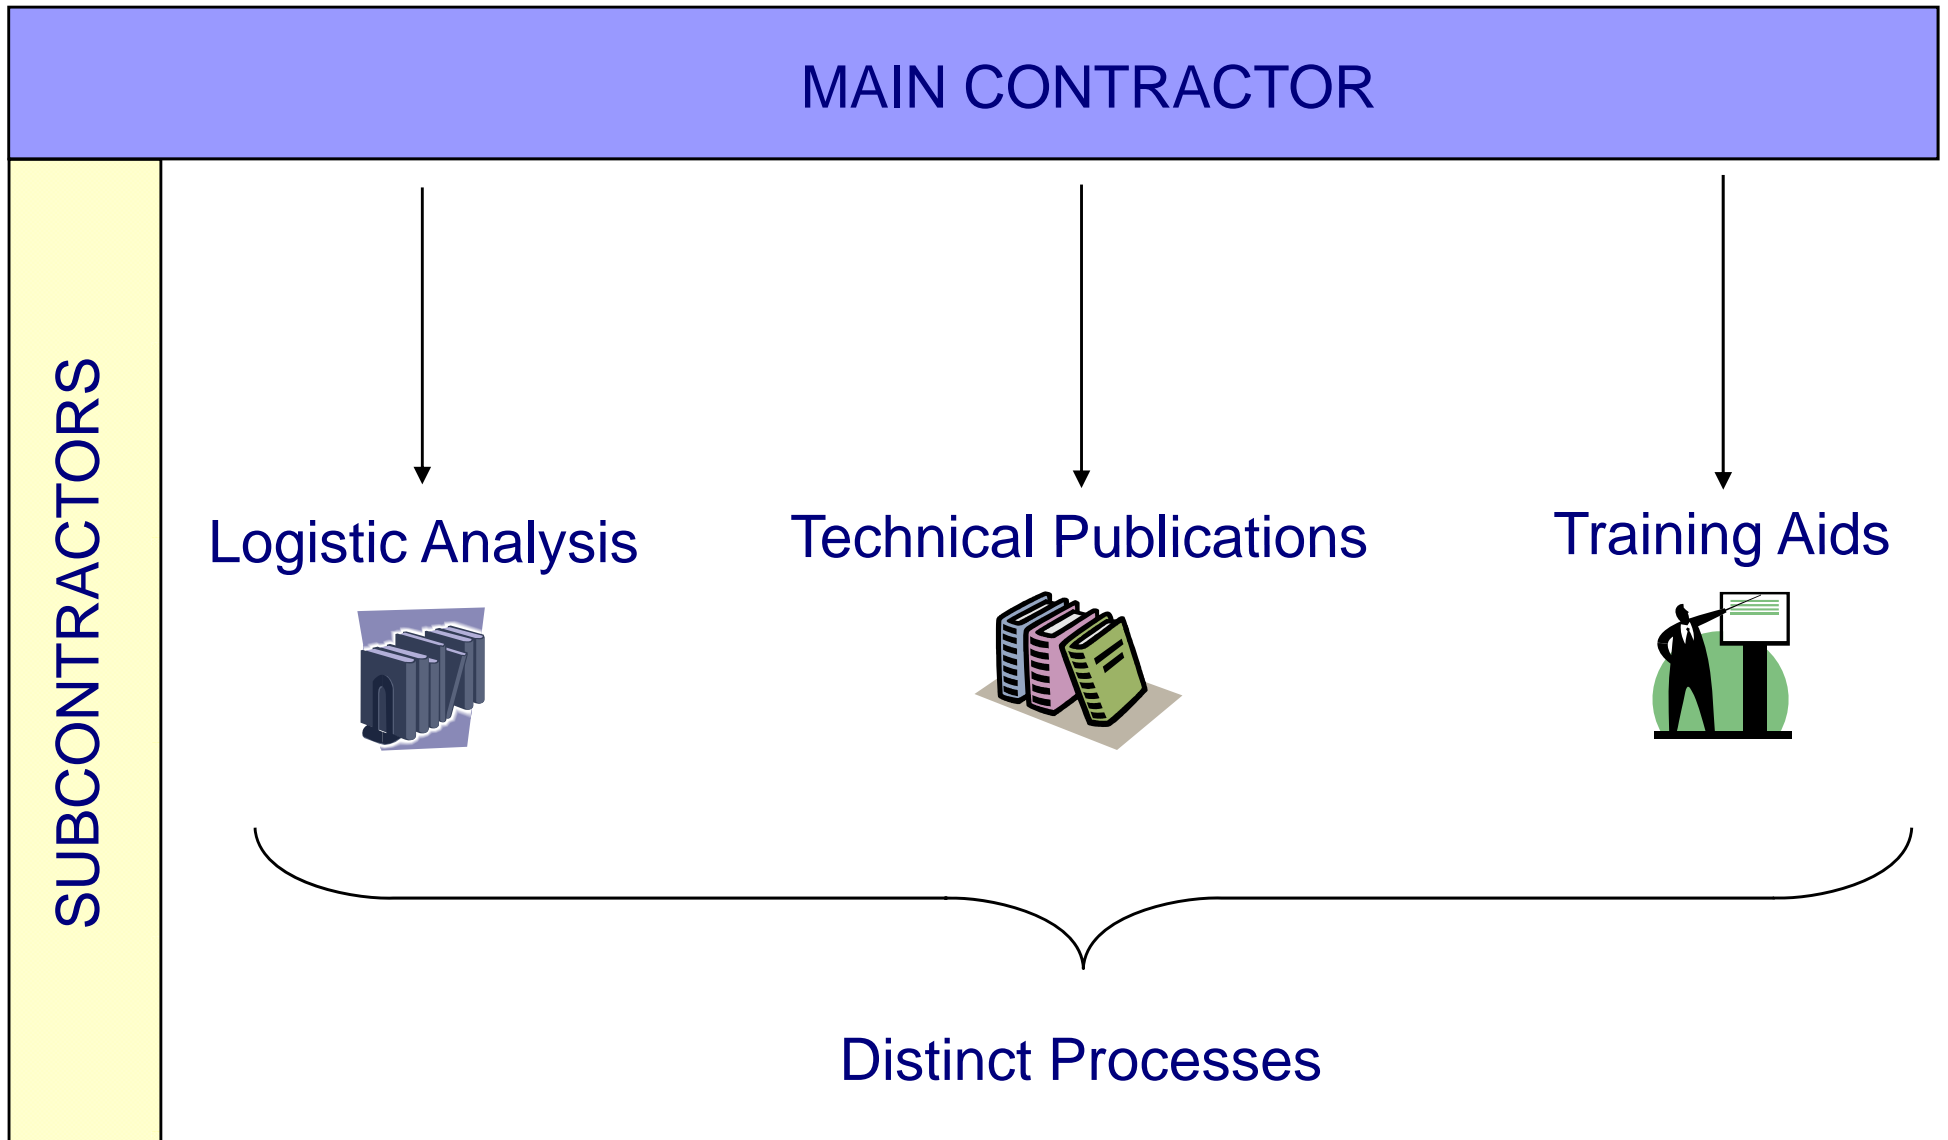 MAIN CONTRACTOR
SUBCONTRACTORS
Logistic Analysis
Technical Publications
Training Aids
Distinct Processes